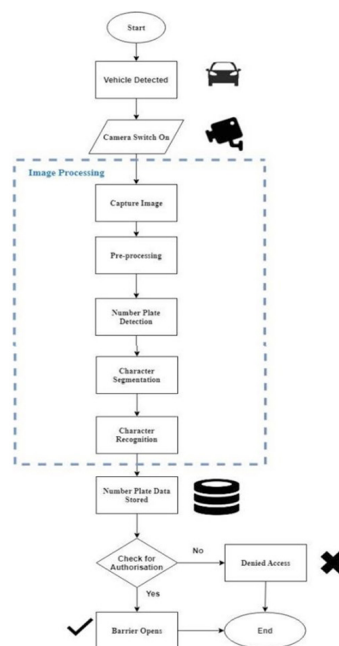 Start
Vehicle Detected
Camera Switch On
Image Processing
Capture Image
Pre-processing
Number Plate
Detection
Character
Segmentation
Character
Recognition
Number Plate Data
Stored
Check for
Authorisation
No
Denied Access
Yes
Barrier Opens
End